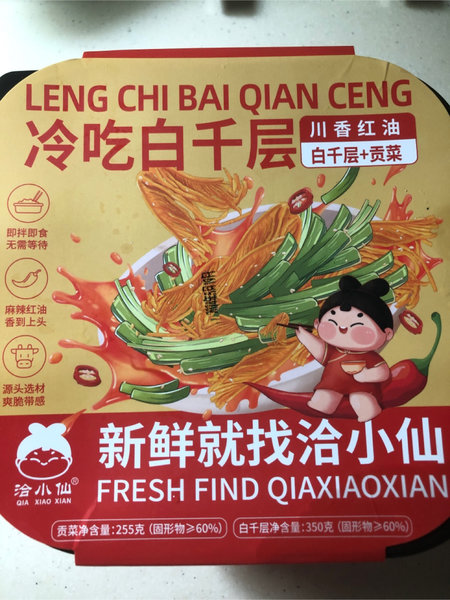 LENG CHI BAI QIAN CENG
冷吃白千层
川香红油
白千层+贡菜
即拌即食
无需等待
麻辣红油
香到上头
源头选材
爽脆带感
新鲜就找洽小仙
FRESH FIND QIAXIAOXIAN
洽小仙®
QIA XIAO XIAN
贡菜净含量:255克(固形物≥60%)
白千层净含量:350克(固形物≥60%)